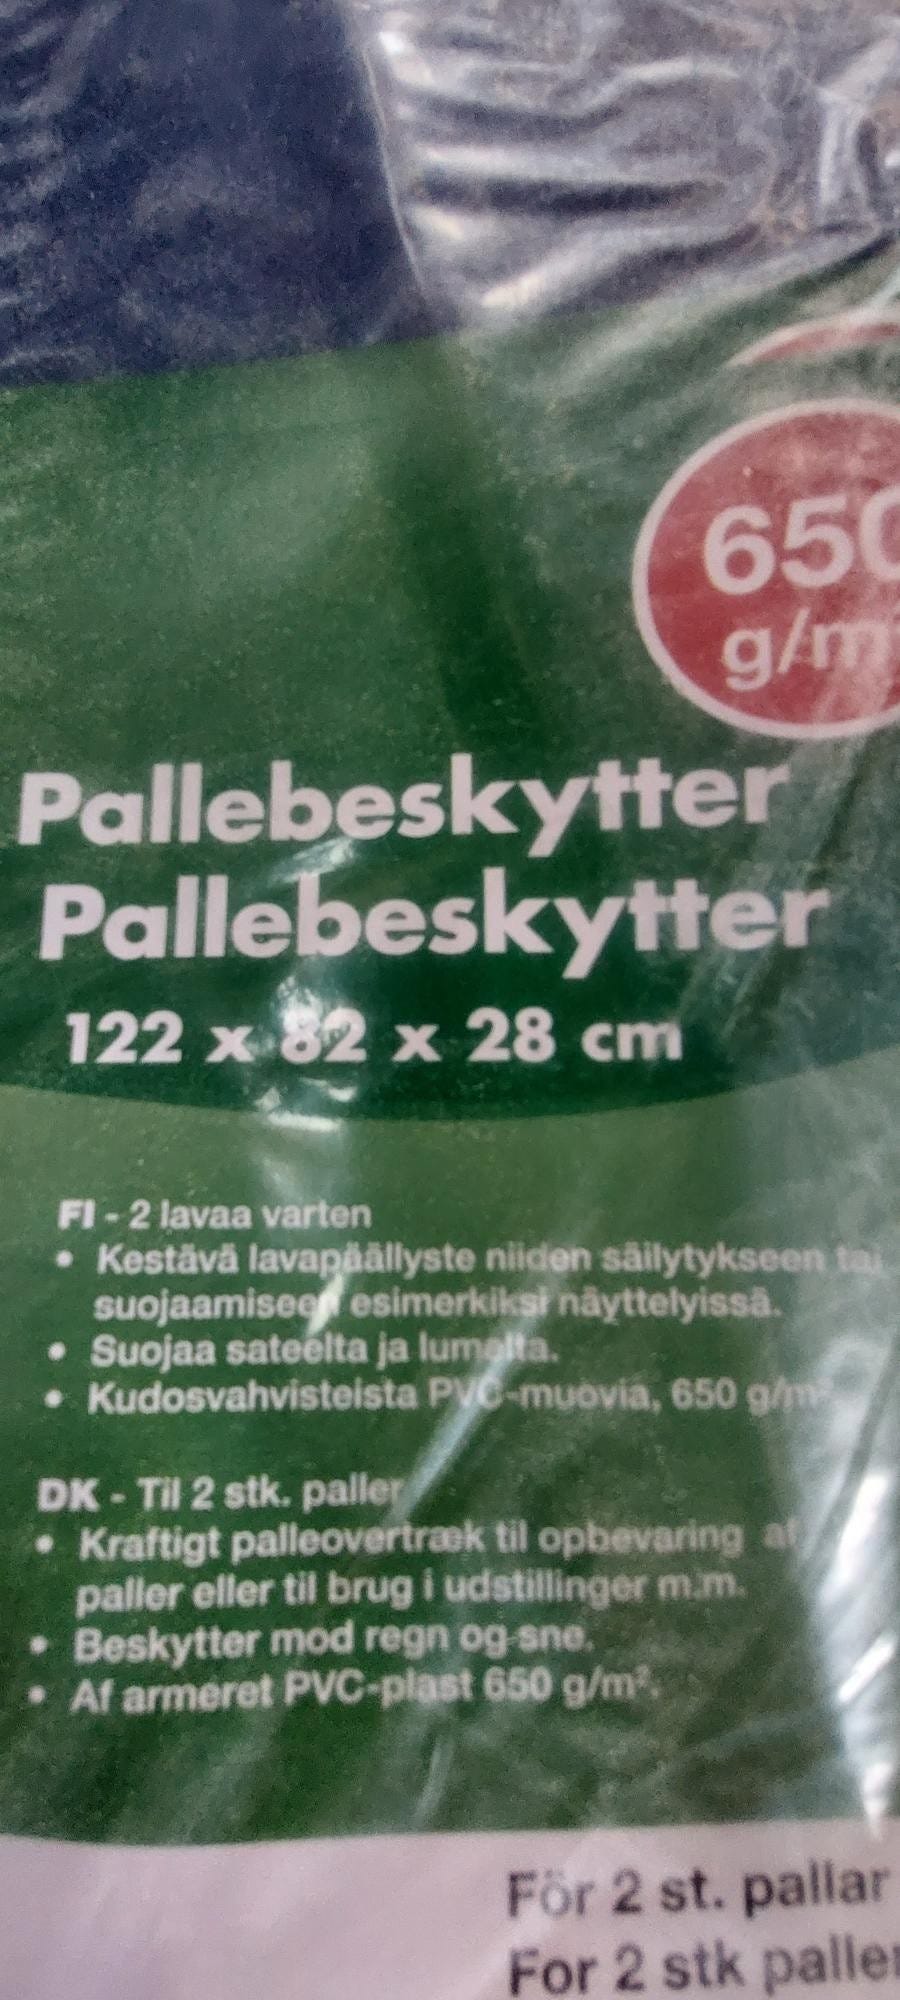 650
g/m
Pallebeskytter
Pallebeskytter
122 x 82 x 28 cm
FI - 2 lavaa varten
• Kestävä lavapäällyste niiden säilytykseen tai
suojaamiseen esimerkiksi näyttelyissä.
• Suojaa sateelta ja lumelta.
• Kudosvahvisteista PVC-muovia, 650 g/m²
DK - Til 2 stk. paller
• Kraftigt palleovertræk til opbevaring af
paller eller til brug i udstillinger m.m.
• Beskytter mod regn og sne.
• Af armeret PVC-plast 650 g/m².
För 2 st. pallar
For 2 stk paller